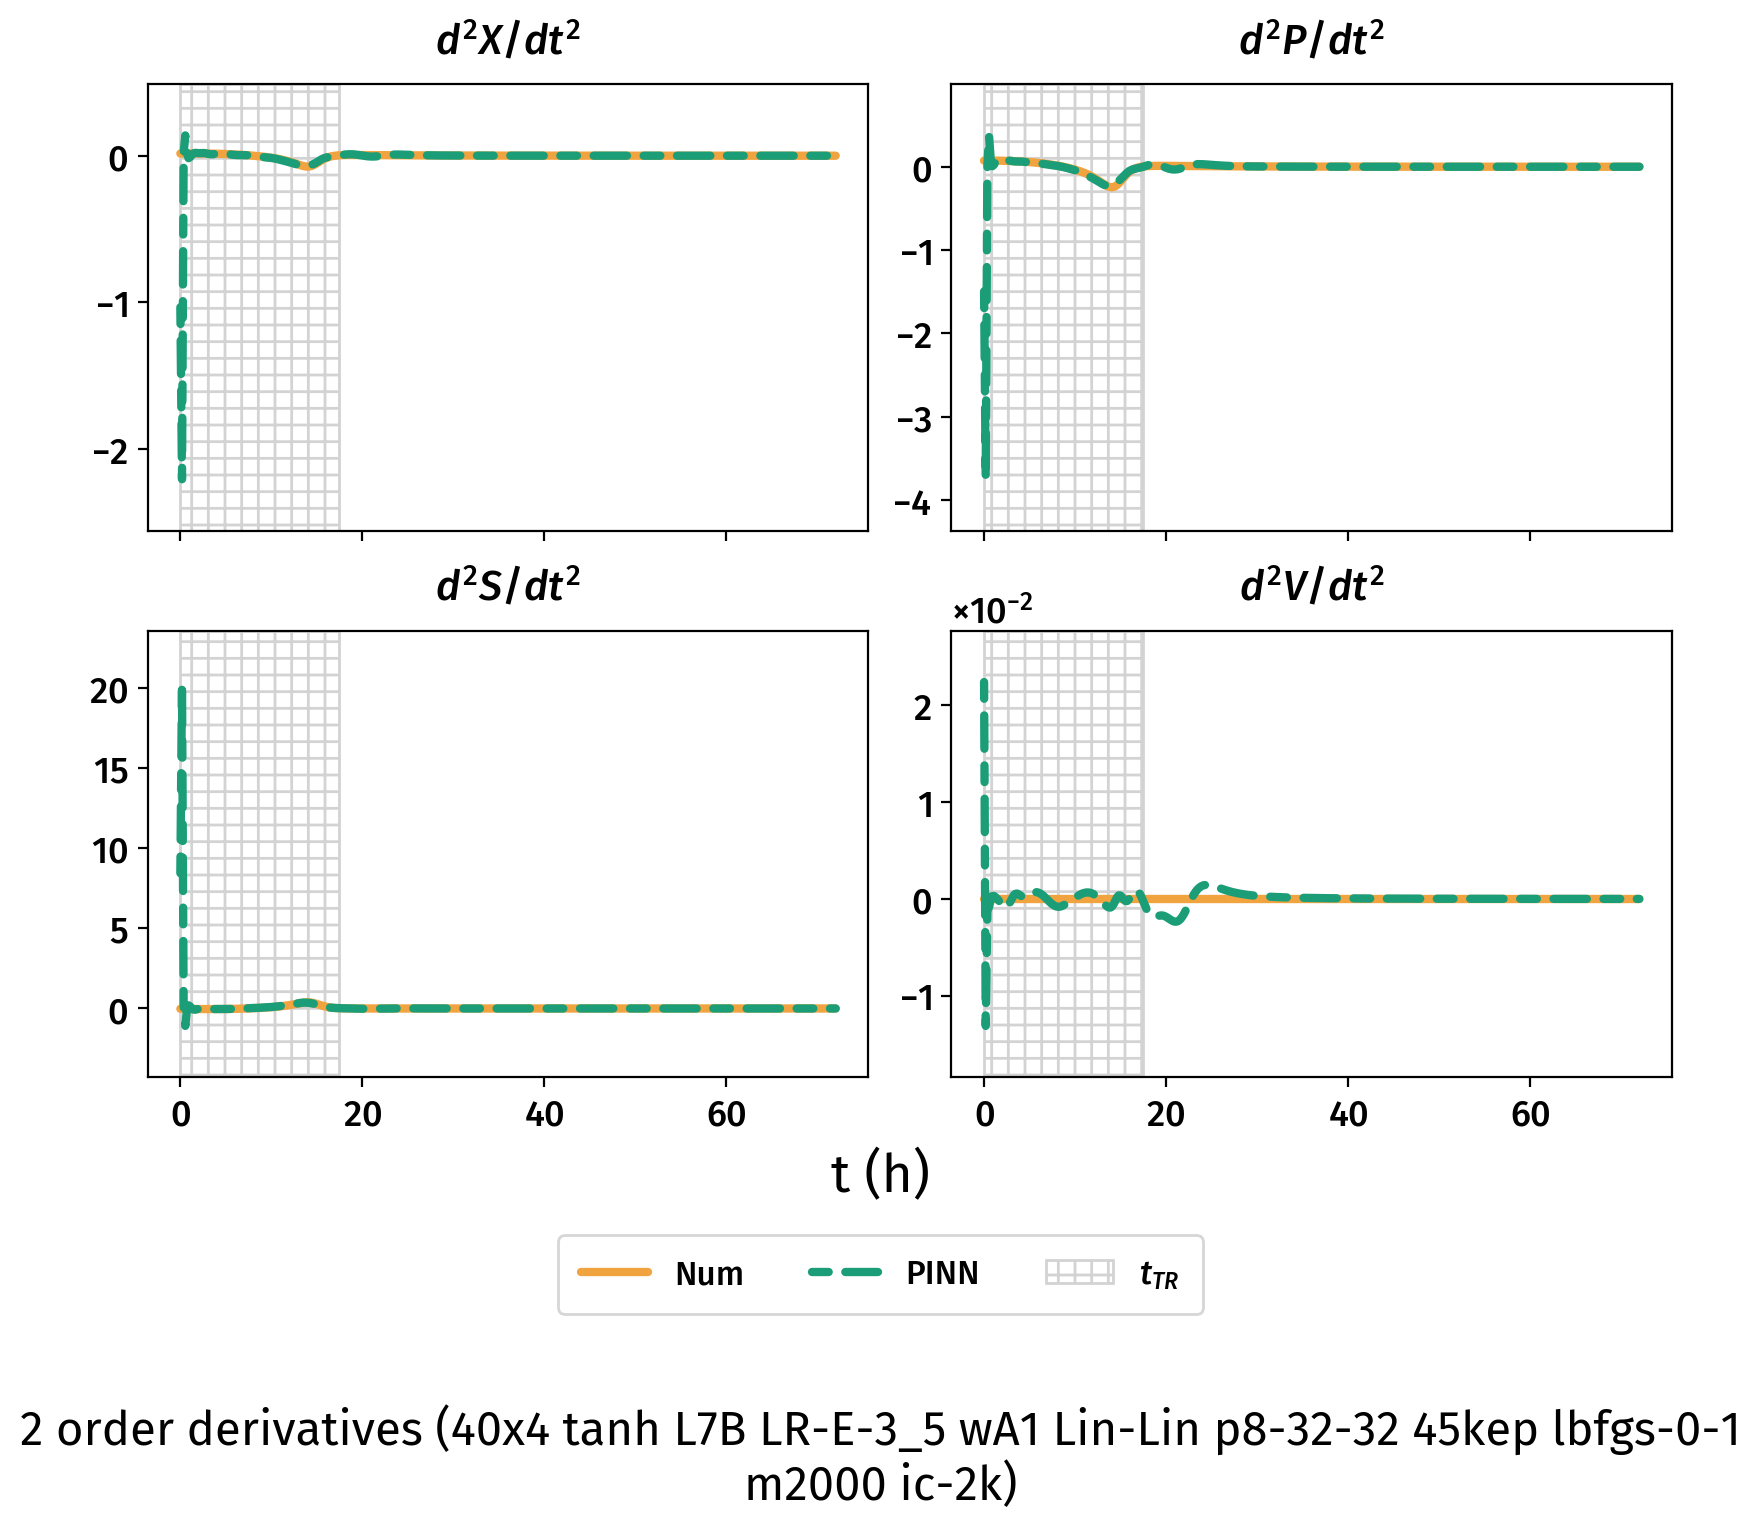 d²X/dt²
d²P/dt²
0
−1
−2
0
−1
−2
−3
−4
d²S/dt²
d²V/dt²
×10⁻²
20
15
10
5
0
2
1
0
−1
0 20 40 60
0 20 40 60
t (h)
Num PINN t_TR
2 order derivatives (40x4 tanh L7B LR-E-3_5 wA1 Lin-Lin p8-32-32 45kep lbfgs-0-1
m2000 ic-2k)